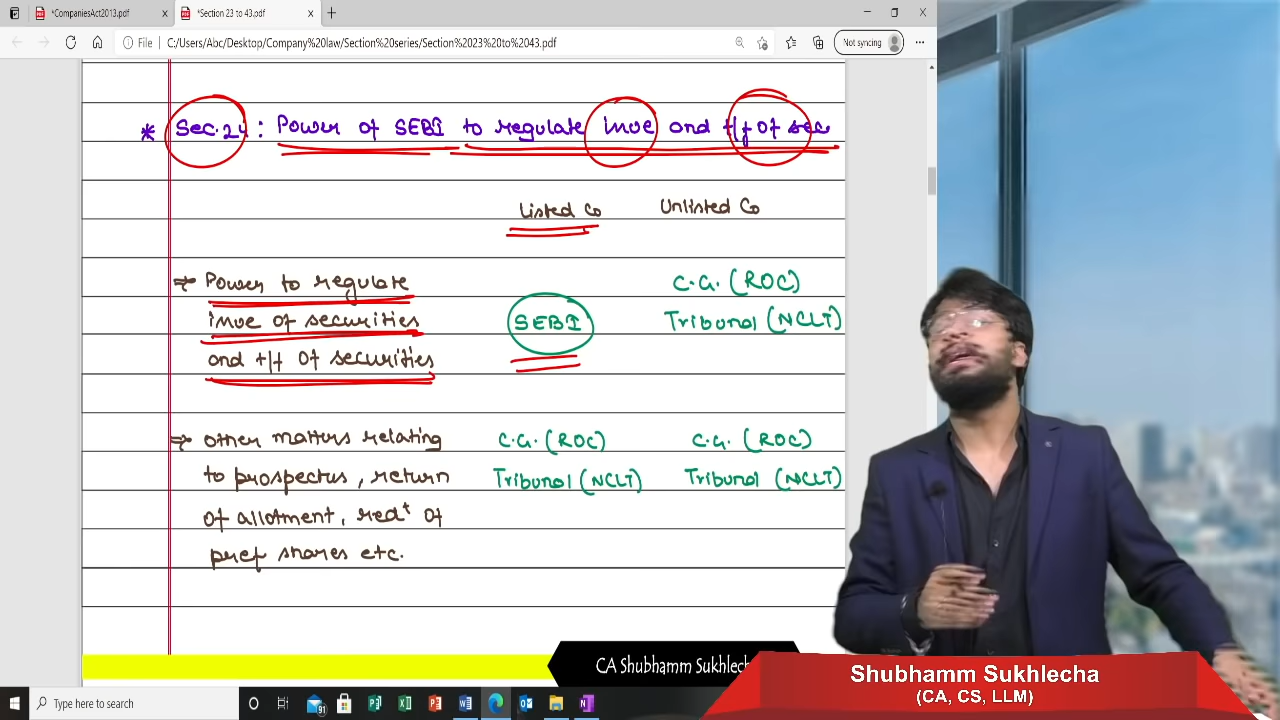 *CompaniesAct2013.pdf
*Section 23 to 43.pdf
File C:/Users/Abc/Desktop/Company%20law/Section%20series/Section%2023%20to%2043.pdf
Not syncing
* Sec.24 : Power of SEBI to regulate issue and t/f of sec
Listed Co Unlisted Co
⇒ Power to regulate C.G. (ROC)
issue of securities SEBI Tribunal (NCLT)
and t/f of securities
⇒ other matters relating C.G. (ROC) C.G. (ROC)
to prospectus, return Tribunal (NCLT) Tribunal (NCLT)
of allotment, redt of
pref shares etc.
CA Shubhamm Sukhlech
Shubhamm Sukhlecha
(CA, CS, LLM)
Type here to search
91